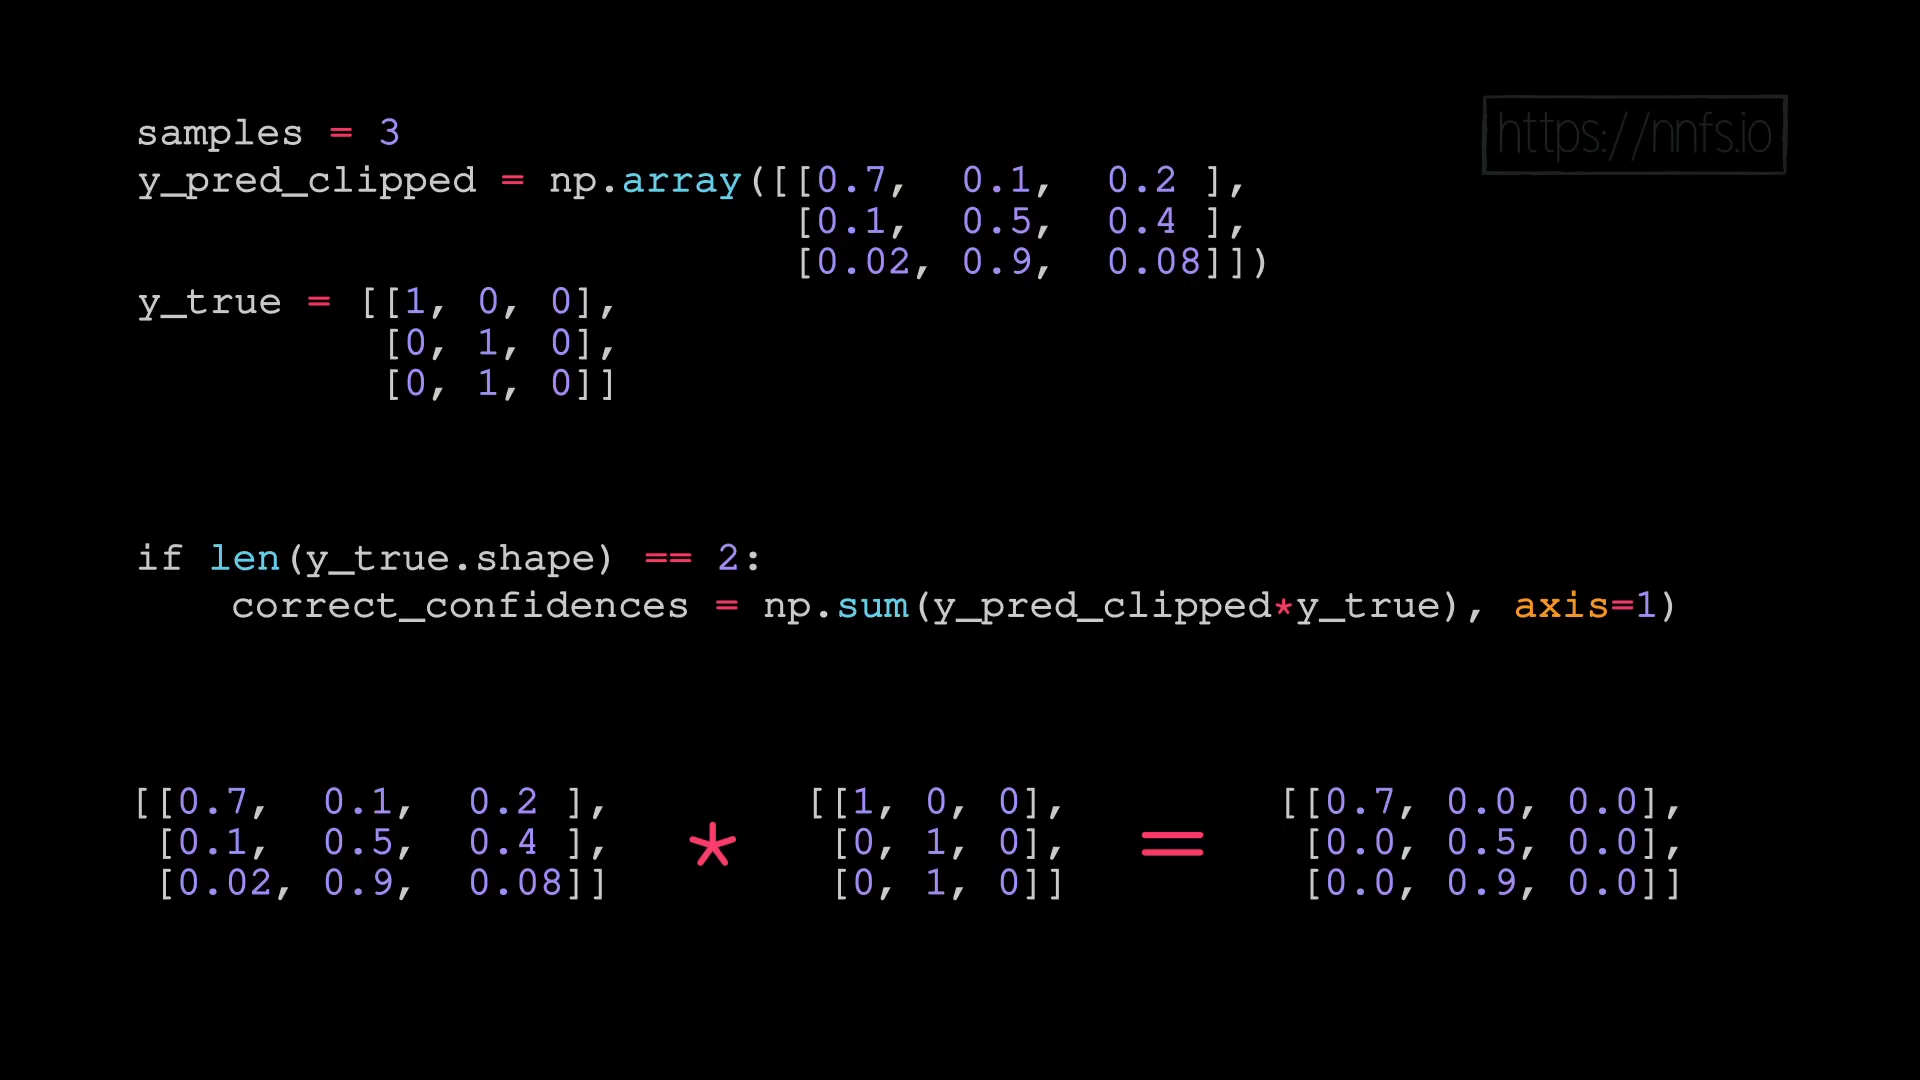 https://nnfs.io
samples = 3
y_pred_clipped = np.array([[0.7, 0.1, 0.2 ],
[0.1, 0.5, 0.4 ],
[0.02, 0.9, 0.08]])
y_true = [[1, 0, 0],
[0, 1, 0],
[0, 1, 0]]
if len(y_true.shape) == 2:
correct_confidences = np.sum(y_pred_clipped*y_true), axis=1)
[[0.7, 0.1, 0.2 ], [[1, 0, 0], [[0.7, 0.0, 0.0],
[0.1, 0.5, 0.4 ], * [0, 1, 0], = [0.0, 0.5, 0.0],
[0.02, 0.9, 0.08]] [0, 1, 0]] [0.0, 0.9, 0.0]]